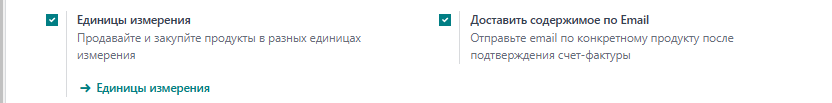 Единицы измерения
Продавайте и закупйте продукты в разных единицах
измерения
→ Единицы измерения
Доставить содержимое по Email
Отправьте email по конкретному продукту после
подтверждения счет-фактуры